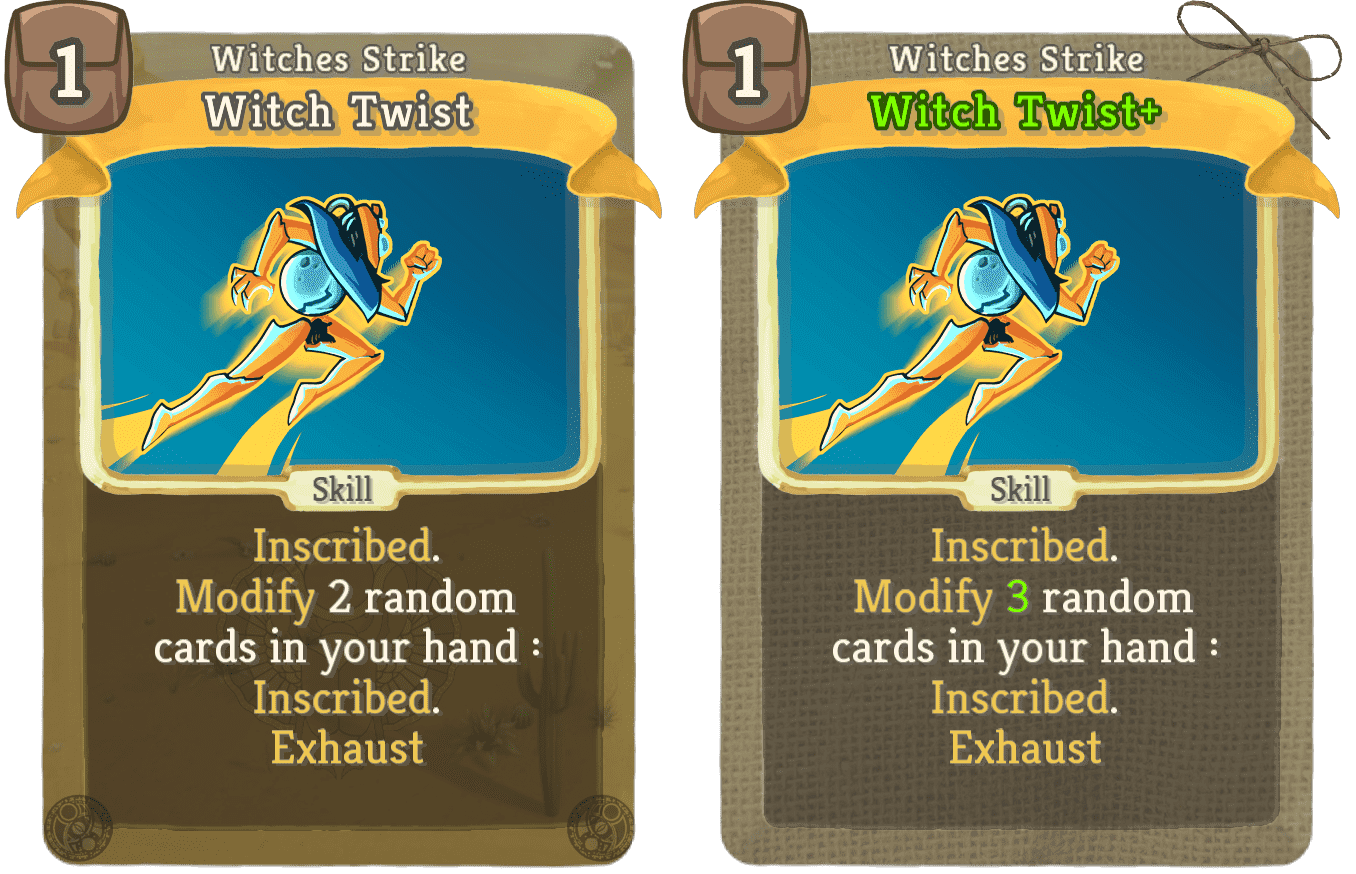 1
Witches Strike
Witch Twist
Skill
Inscribed.
Modify 2 random
cards in your hand :
Inscribed.
Exhaust
1
Witches Strike
Witch Twist+
Skill
Inscribed.
Modify 3 random
cards in your hand :
Inscribed.
Exhaust